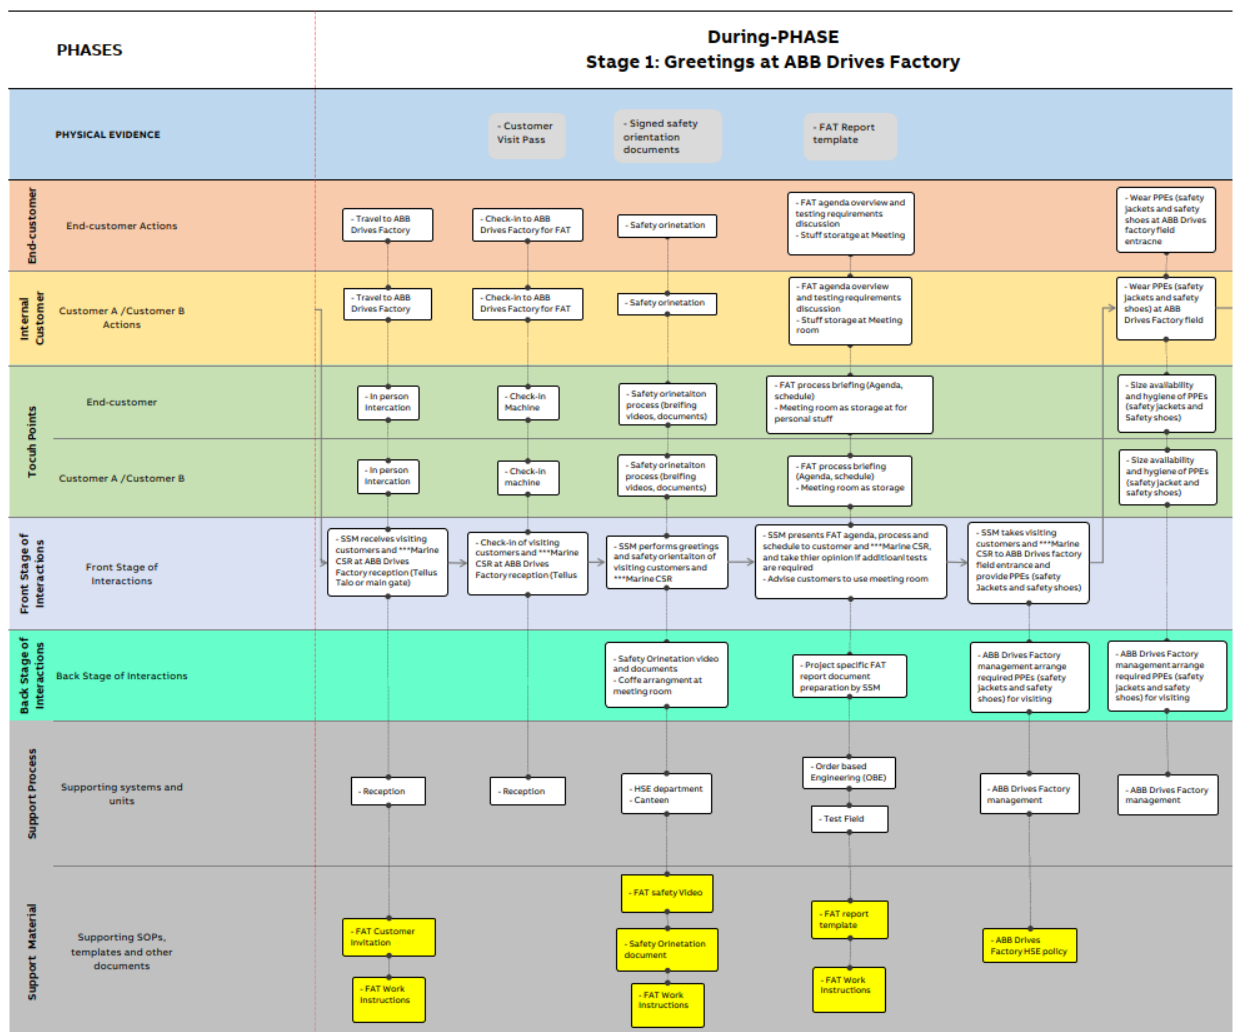 PHASES
During-PHASE
Stage 1: Greetings at ABB Drives Factory
PHYSICAL EVIDENCE
- Customer
Visit Pass
- Signed safety
orientation
documents
- FAT Report
template
End-customer
End-customer Actions
- Travel to ABB
Drives Factory
- Check-in to ABB
Drives Factory for FAT
- Safety orinetation
- FAT agenda overview and
testing requirements
discussion
- Stuff storatge at Meeting
- Wear PPEs (safety
jackets and safety
shoes at ABB Drives
factory field
entracne
Internal
Customer
Customer A /Customer B
Actions
- Travel to ABB
Drives Factory
- Check-in to ABB
Drives Factory for FAT
- Safety orinetation
- FAT agenda overview
and testing requirements
discussion
- Stuff storage at Meeting
room
- Wear PPEs (safety
jackets and safety
shoes) at ABB
Drives Factory field
Tocuh Points
End-customer
- In person
Intercation
- Check-in
Machine
- Safety orinetaiton
process (breifing
videos, documents)
- FAT process briefing (Agenda,
schedule)
- Meeting room as storage at for
personal stuff
- Size availability
and hygiene of PPEs
(safety jackets and
Safety shoes)
Customer A /Customer B
- In person
Intercation
- Check-in
machine
- Safety orinetaiton
process (breifing
videos, documents)
- FAT process briefing
(Agenda, schedule)
- Meeting room as storage
- Size availability
and hygiene of PPEs
(safety jacket and
safety shoes)
Front Stage of
Interactions
Front Stage of
Interactions
- SSM receives visiting
customers and ***Marine
CSR at ABB Drives
Factory reception (Tellus
Talo or main gate)
- Check-in of visiting
customers and ***Marine
CSR at ABB Drives
Factory reception (Tellus
- SSM performs greetings
and safety orientaiton of
visiting customers and
***Marine CSR
- SSM presents FAT agenda, process and
schedule to customer and ***Marine CSR,
and take thier opinion if additioanl tests
are required
- Advise customers to use meeting room
- SSM takes visiting
customers and ***Marine
CSR to ABB Drives factory
field entrance and
provide PPEs (safety
Jackets and safety shoes)
Back Stage of
Interactions
Back Stage of Interactions
- Safety Orinetation video
and documents
- Coffe arrangment at
meeting room
- Project specific FAT
report document
preparation by SSM
- ABB Drives Factory
management arrange
required PPEs (safety
jackets and safety
shoes) for visiting
- ABB Drives Factory
management arrange
required PPEs (safety
jackets and safety
shoes) for visiting
Support Process
Supporting systems and
units
- Reception
- Reception
- HSE department
- Canteen
- Order based
Engineering (OBE)
- Test Field
- ABB Drives Factory
management
- ABB Drives Factory
management
Support Material
Supporting SOPs,
templates and other
documents
- FAT Customer
Invitation
- FAT Work
Instructions
- FAT safety Video
- Safety Orinetation
document
- FAT Work
Instructions
- FAT report
template
- FAT Work
Instructions
- ABB Drives
Factory HSE policy